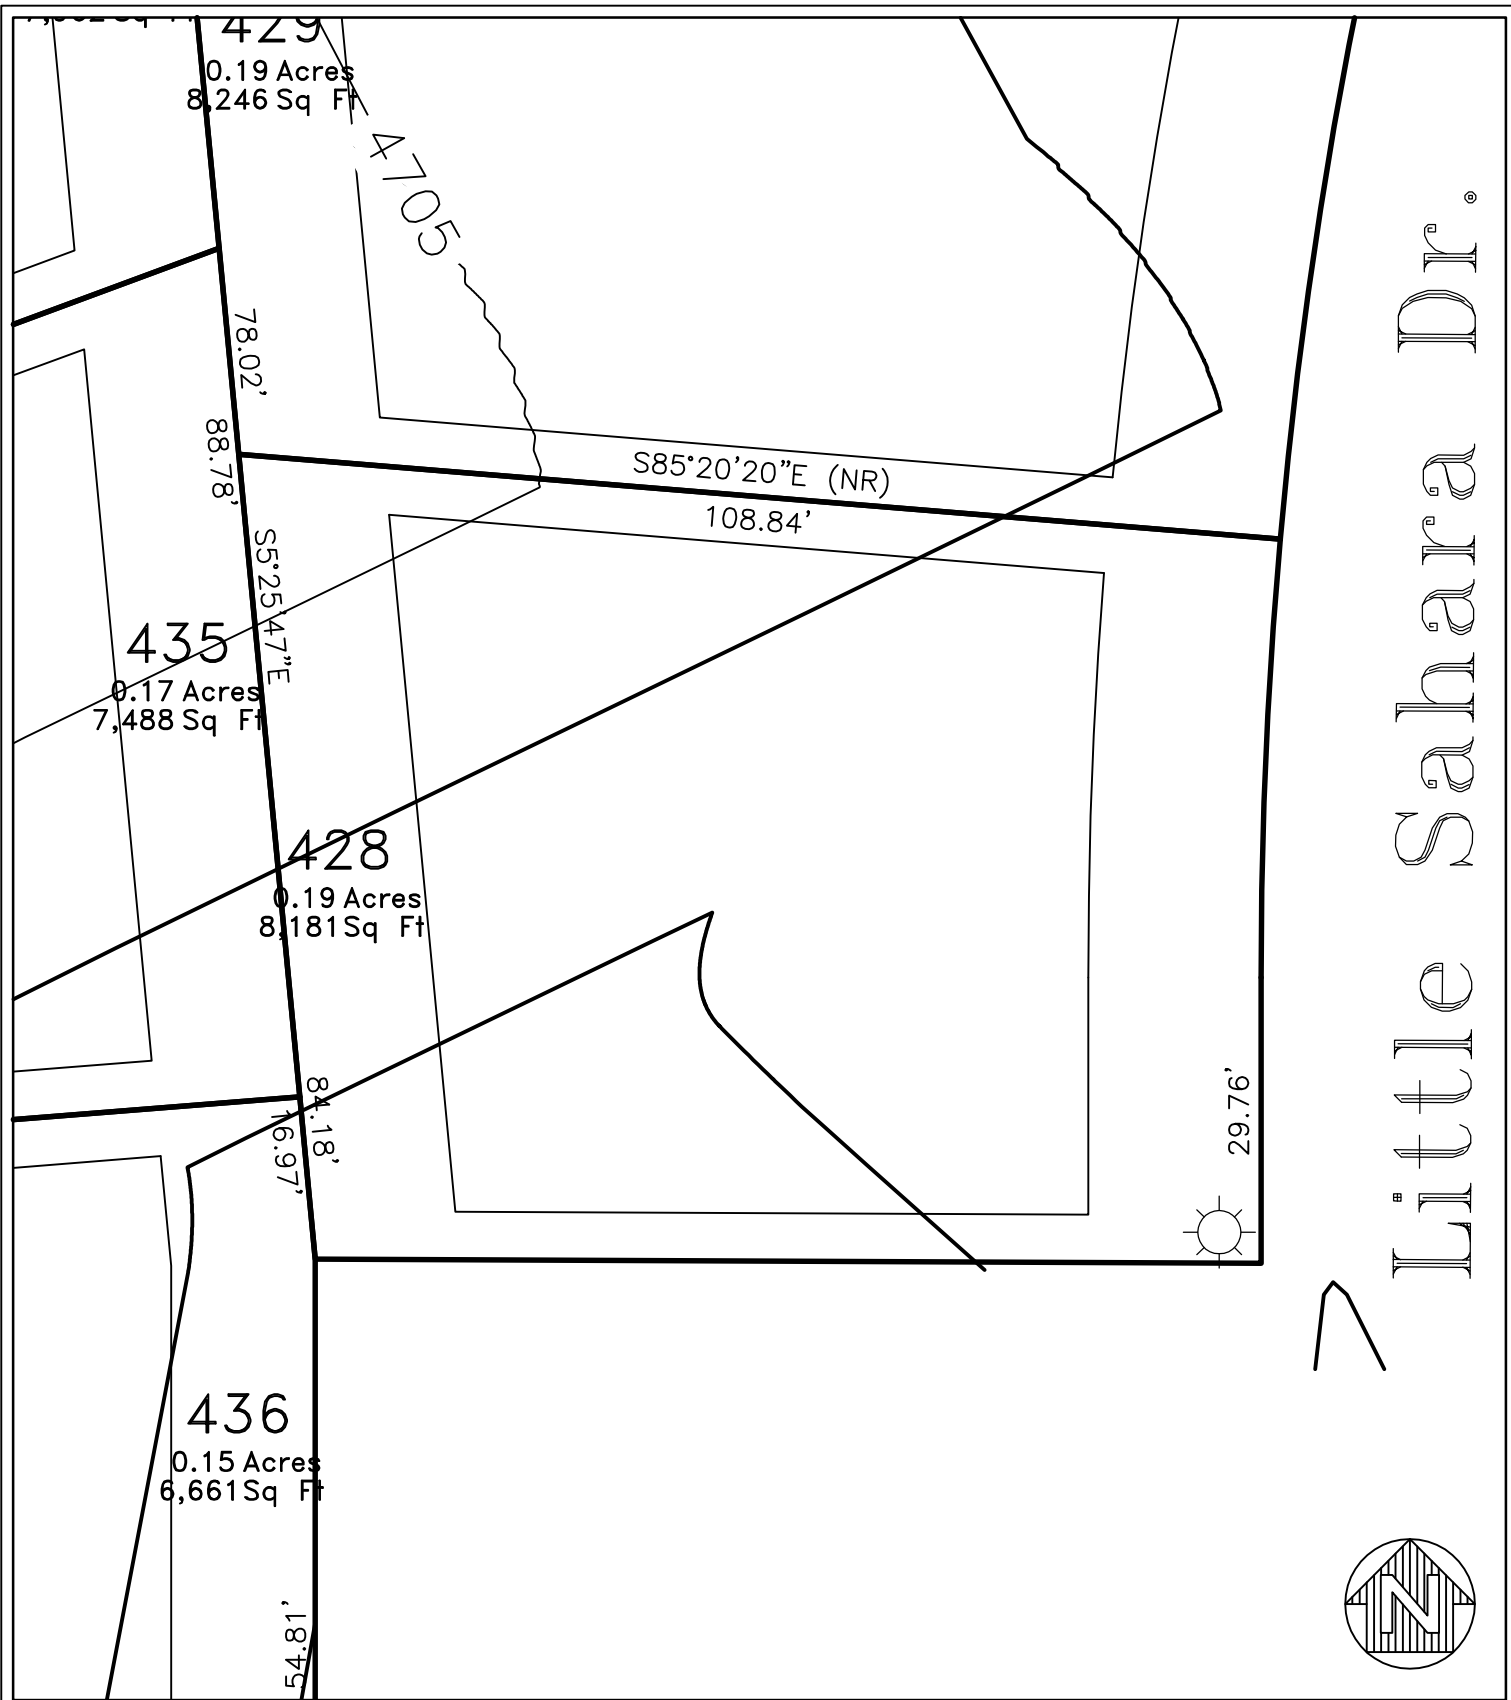 429
0.19 Acres
8,246 Sq Ft
4705
78.02'
88.78'
S85°20'20"E (NR)
108.84'
S5°25'47"E
435
0.17 Acres
7,488 Sq Ft
428
0.19 Acres
8,181 Sq Ft
84.18'
16.97'
29.76'
Little Sahara Dr.
436
0.15 Acres
6,661 Sq Ft
54.81'
N